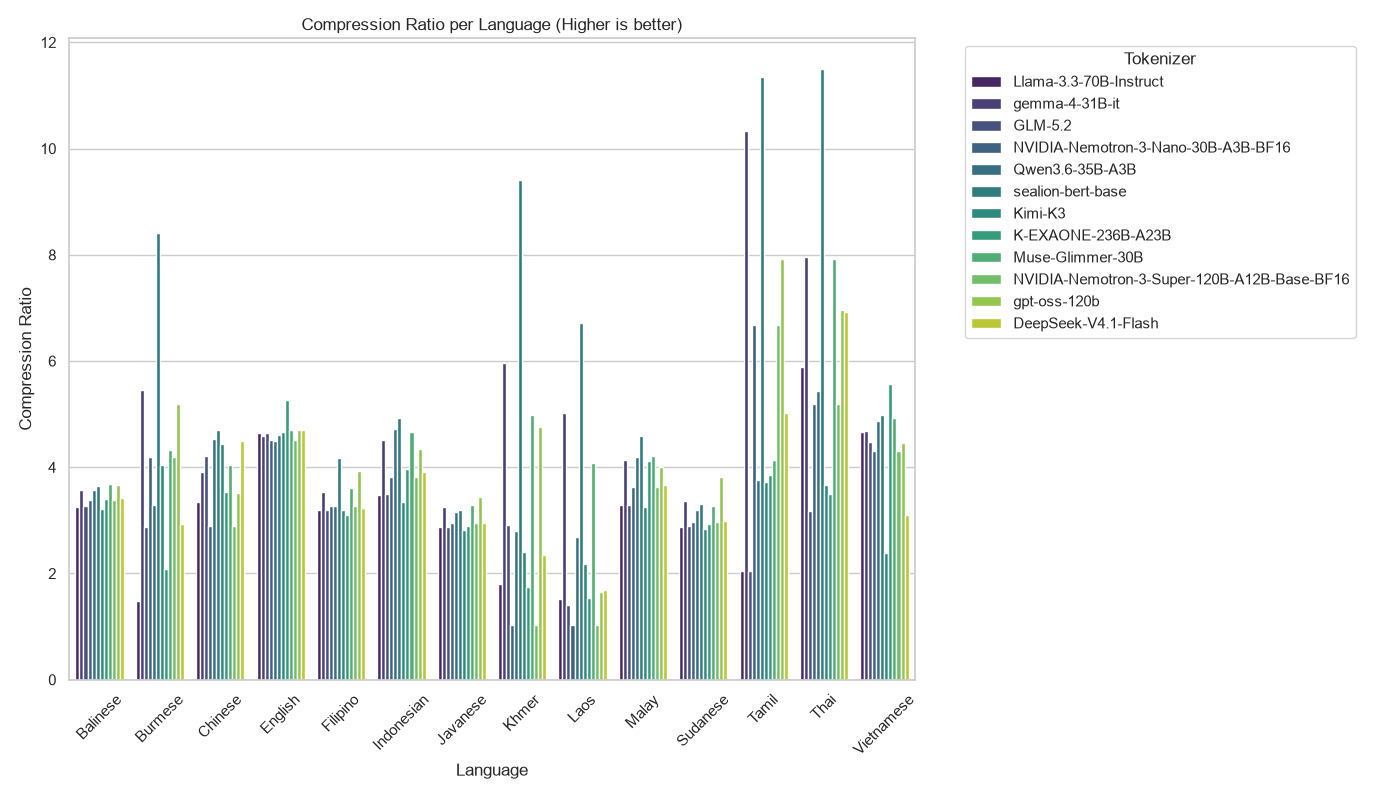 Compression Ratio per Language (Higher is better)
Compression Ratio
12
10
8
6
4
2
0
Balinese
Burmese
Chinese
English
Filipino
Indonesian
Javanese
Khmer
Laos
Malay
Sudanese
Tamil
Thai
Vietnamese
Language
Tokenizer
Llama-3.3-70B-Instruct
gemma-4-31B-it
GLM-5.2
NVIDIA-Nemotron-3-Nano-30B-A3B-BF16
Qwen3.6-35B-A3B
sealion-bert-base
Kimi-K3
K-EXAONE-236B-A23B
Muse-Glimmer-30B
NVIDIA-Nemotron-3-Super-120B-A12B-Base-BF16
gpt-oss-120b
DeepSeek-V4.1-Flash